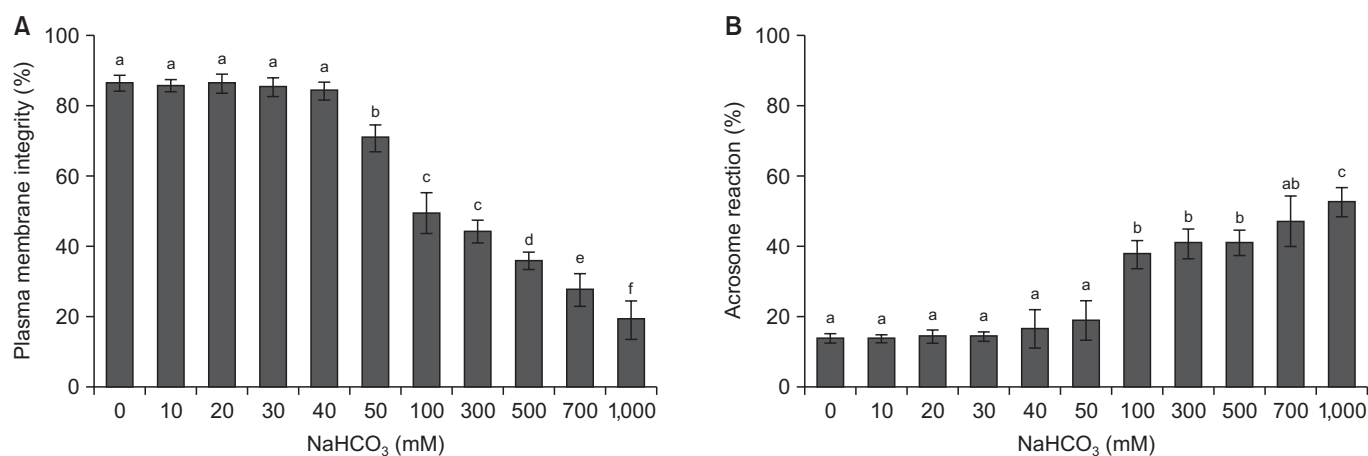 A
Plasma membrane integrity (%)
100
80
60
40
20
0
a a a a a b c c d e f
0 10 20 30 40 50 100 300 500 700 1,000
NaHCO₃ (mM)
B
Acrosome reaction (%)
100
80
60
40
20
0
a a a a a a b b b ab c
0 10 20 30 40 50 100 300 500 700 1,000
NaHCO₃ (mM)